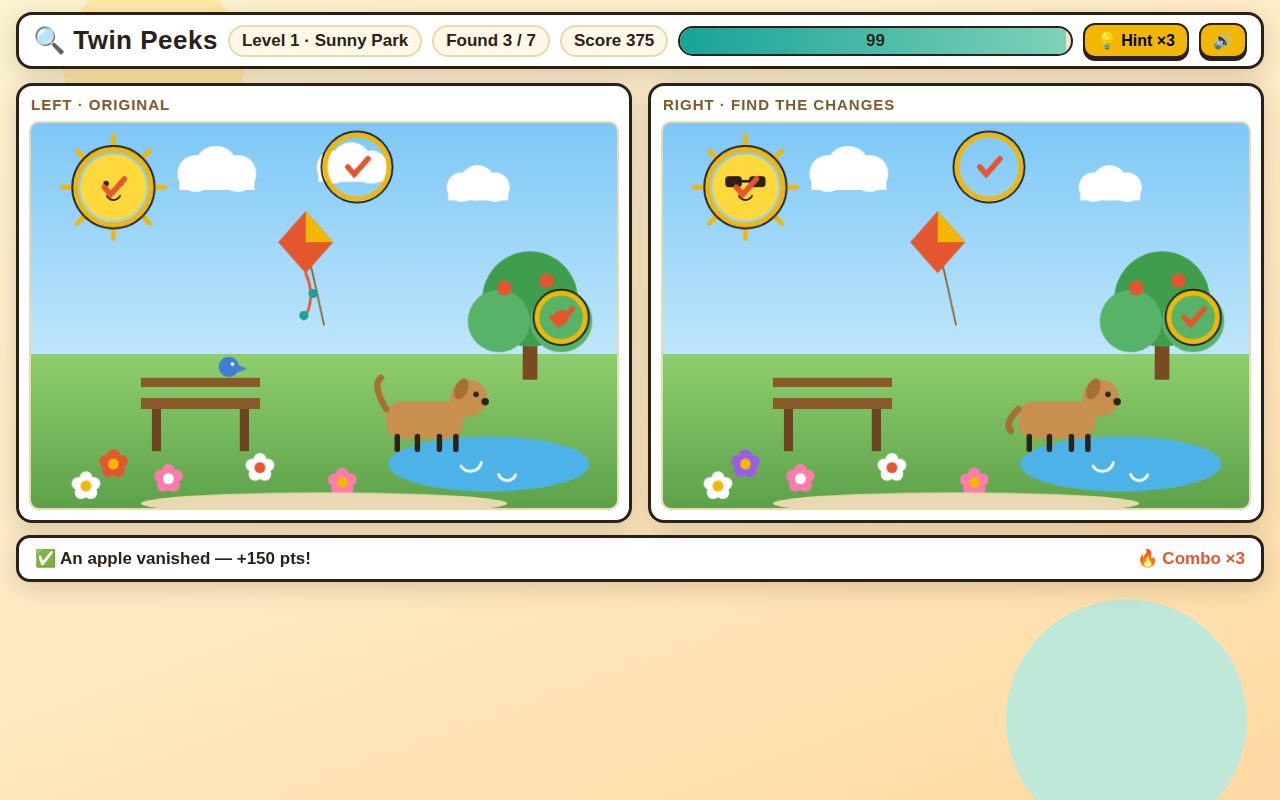 🔍 Twin Peeks
Level 1 · Sunny Park
Found 3 / 7
Score 375
99
💡 Hint ×3
🔊
LEFT · ORIGINAL
RIGHT · FIND THE CHANGES
✅ An apple vanished — +150 pts!
🔥 Combo ×3